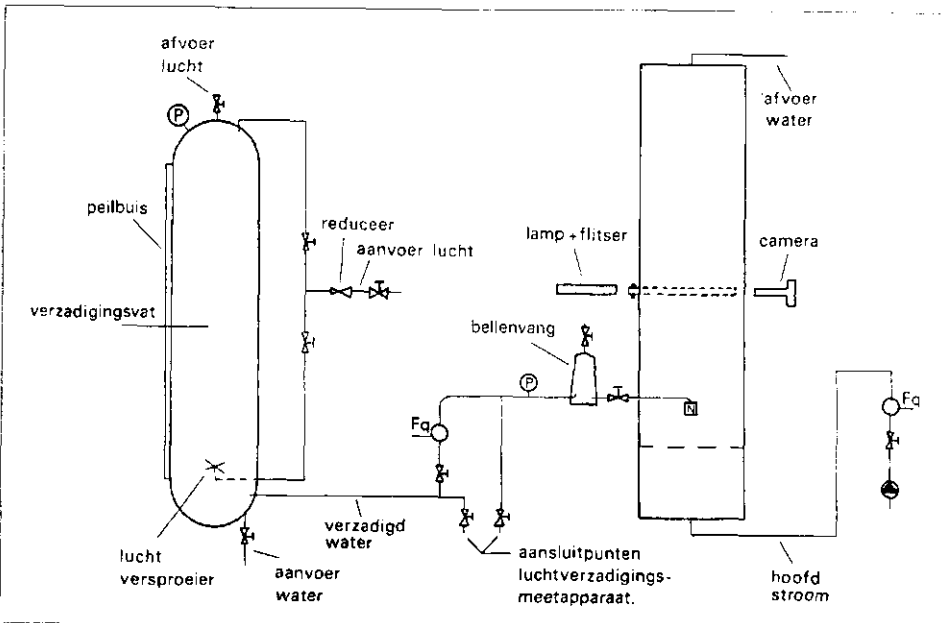 afvoer
lucht
P
peilbuis
reduceer
aanvoer lucht
verzadigingsvat
lucht
versproeier
aanvoer
water
verzadigd
water
Fq
P
bellenvang
lamp + flitser
N
camera
afvoer
water
Fq
aansluitpunten
luchtverzadigings-
meetapparaat.
hoofd
stroom